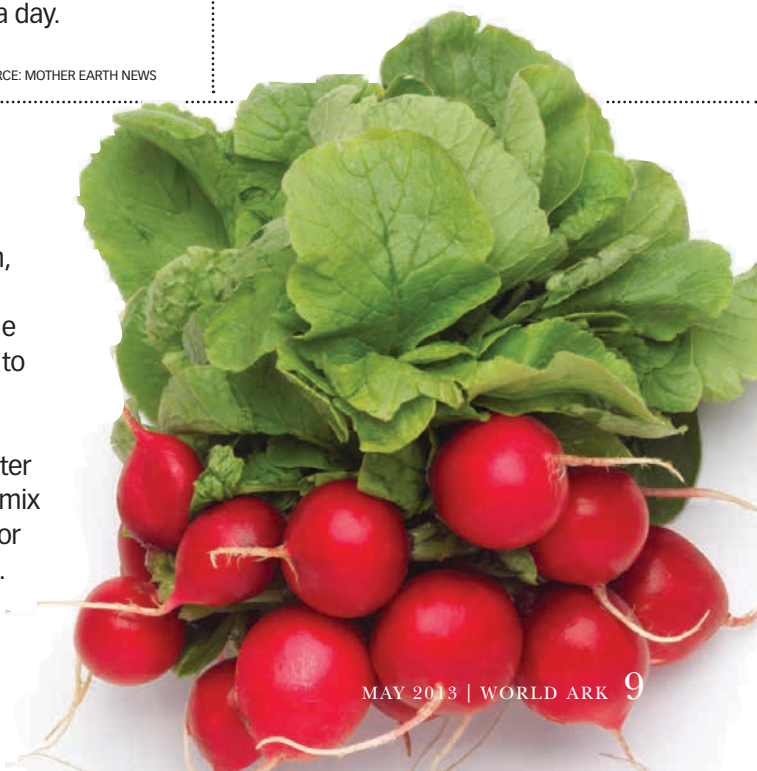 a day.
RCE: MOTHER EARTH NEWS
,
e
to
ter
mix
or
.
MAY 2013 | WORLD ARK 9